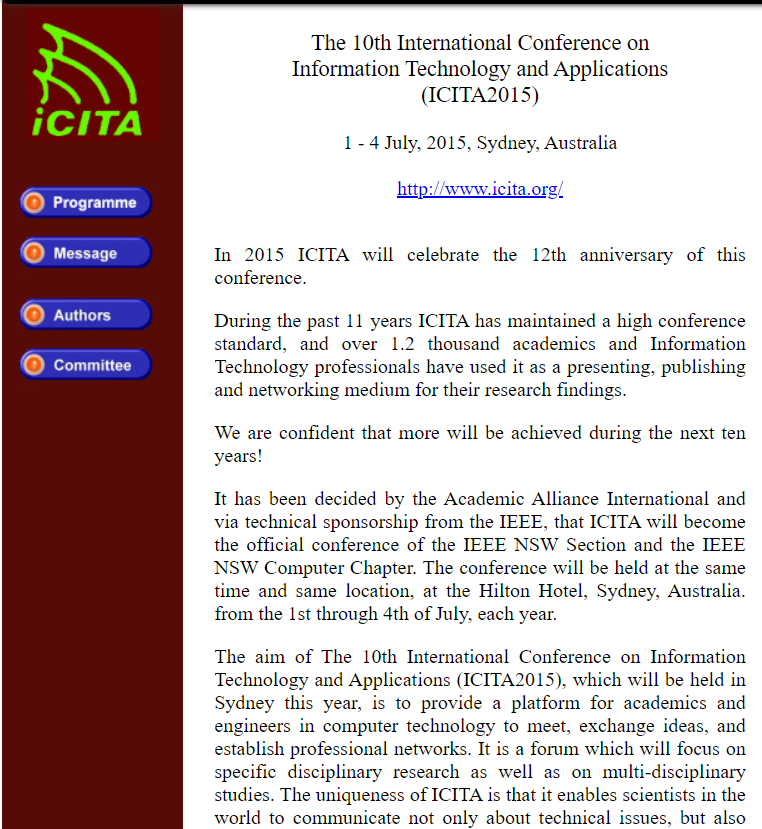 The 10th International Conference on
Information Technology and Applications
(ICITA2015)
1 - 4 July, 2015, Sydney, Australia
http://www.icita.org/
iCITA
Programme
Message
Authors
Committee
In 2015 ICITA will celebrate the 12th anniversary of this
conference.
During the past 11 years ICITA has maintained a high conference
standard, and over 1.2 thousand academics and Information
Technology professionals have used it as a presenting, publishing
and networking medium for their research findings.
We are confident that more will be achieved during the next ten
years!
It has been decided by the Academic Alliance International and
via technical sponsorship from the IEEE, that ICITA will become
the official conference of the IEEE NSW Section and the IEEE
NSW Computer Chapter. The conference will be held at the same
time and same location, at the Hilton Hotel, Sydney, Australia.
from the 1st through 4th of July, each year.
The aim of The 10th International Conference on Information
Technology and Applications (ICITA2015), which will be held in
Sydney this year, is to provide a platform for academics and
engineers in computer technology to meet, exchange ideas, and
establish professional networks. It is a forum which will focus on
specific disciplinary research as well as on multi-disciplinary
studies. The uniqueness of ICITA is that it enables scientists in the
world to communicate not only about technical issues, but also